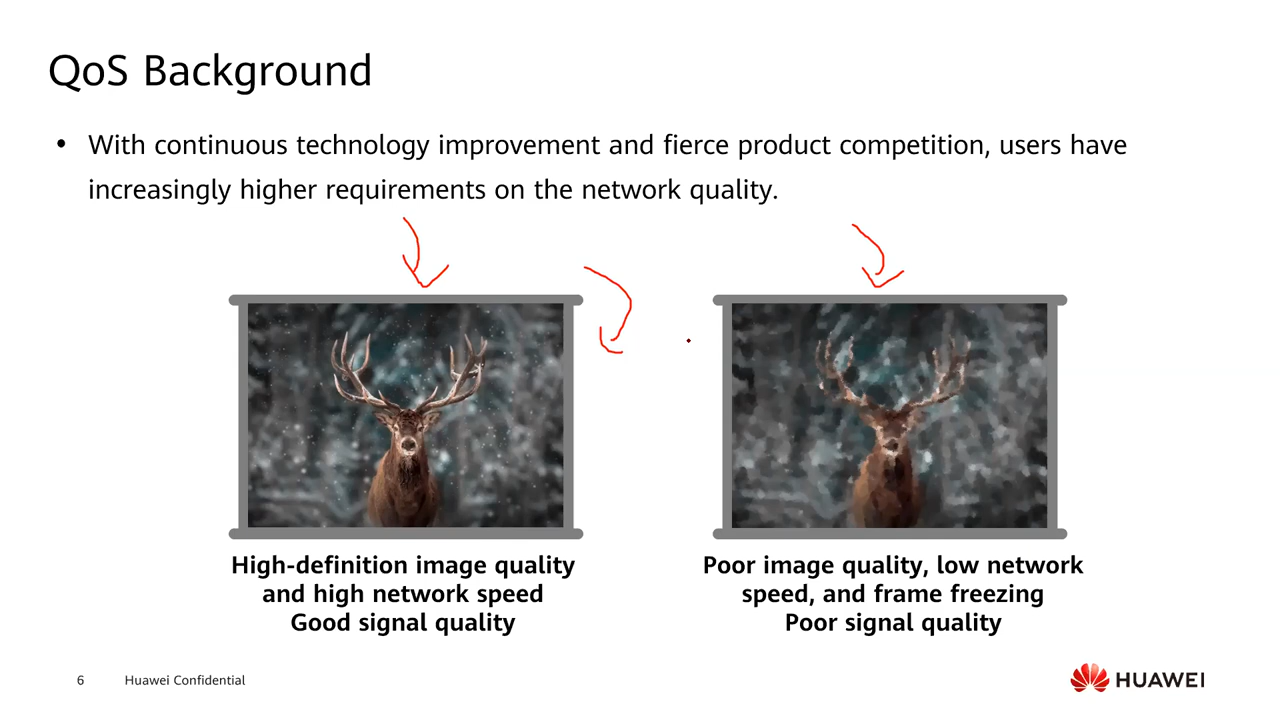 QoS Background
• With continuous technology improvement and fierce product competition, users have
increasingly higher requirements on the network quality.
High-definition image quality
and high network speed
Good signal quality
Poor image quality, low network
speed, and frame freezing
Poor signal quality
6 Huawei Confidential
HUAWEI